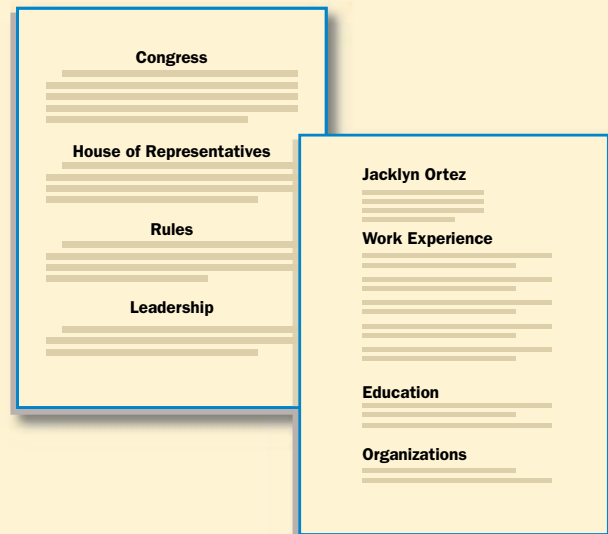 Congress
House of Representatives
Rules
Leadership
Jacklyn Ortez
Work Experience
Education
Organizations